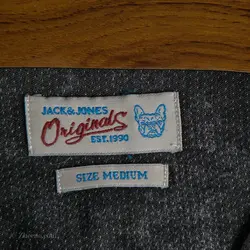 JACK&JONES
Originals
EST.1990
SIZE MEDIUM